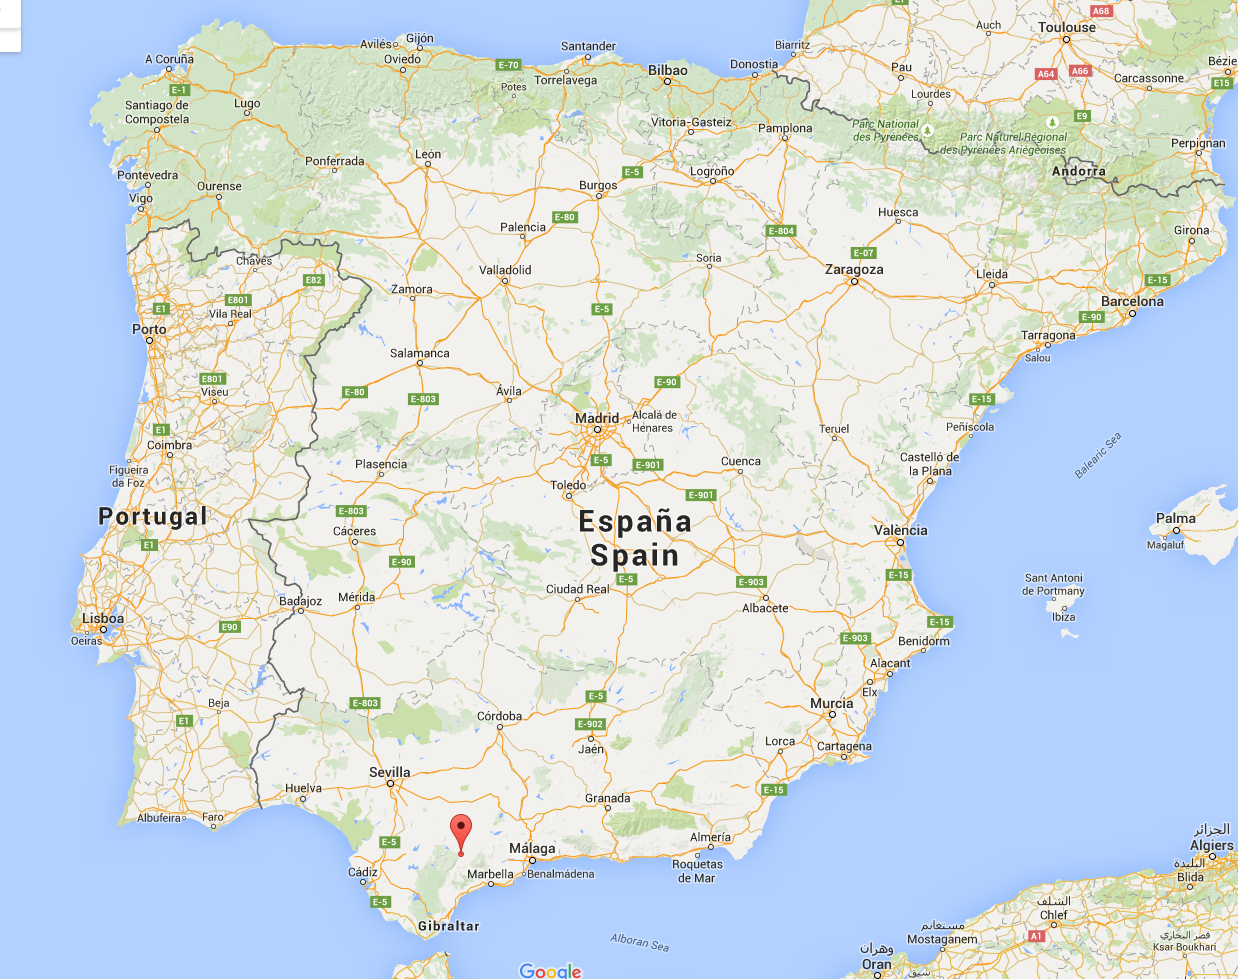 A68
E1
Auch
Toulouse
Gijón
Avilés
Santander
Biarritz
A Coruña
Oviedo
E-70
Donostia
Pau
A64
A66
Béziers
Bilbao
Torrelavega
Carcassonne
E15
E-1
Potes
Lourdes
Lugo
Santiago de
Compostela
Vitoria-Gasteiz
Pamplona
Parc National
des Pyrénées
E9
Parc Naturel Régional
des Pyrénées Ariégeoises
Perpignan
Ponferrada
León
E-5
Logroño
Andorra
Pontevedra
Ourense
Burgos
Vigo
E-80
Palencia
Huesca
E-804
Girona
Chaves
Soria
E-07
Valladolid
Zaragoza
Lleida
E82
E-15
Zamora
E801
Barcelona
E1
Vila Real
E-5
E-90
Porto
Tarragona
Salou
Salamanca
E801
E-90
Viseu
E-80
E-803
Ávila
E-15
Madrid
Alcalá de
Henares
E1
Teruel
Peñíscola
Coimbra
Balearic Sea
Plasencia
E-5
E-901
Cuenca
Castelló de
la Plana
Figueira
da Foz
Toledo
E-901
Portugal
E-803
España
Spain
Palma
Cáceres
València
E1
Magaluf
E-90
E-5
E-903
E-15
Sant Antoni
de Portmany
Ciudad Real
Badajoz
Mérida
Albacete
Ibiza
Lisboa
E90
E-15
Oeiras
E-903
Benidorm
Alacant
Elx
E-5
Beja
E-803
Murcia
E1
Córdoba
E-902
Jaén
Lorca
Cartagena
Sevilla
Huelva
E-15
Granada
Albufeira
Faro
Almería
الجزائر
Algiers
E-5
Málaga
Roquetas
de Mar
البليدة
Blida
Cádiz
Marbella
Benalmádena
E-5
الشلف
Chlef
Gibraltar
مستغانم
Mostaganem
A1
قصر البخاري
Ksar Boukhari
Alboran Sea
وهران
Oran
سيق
Google